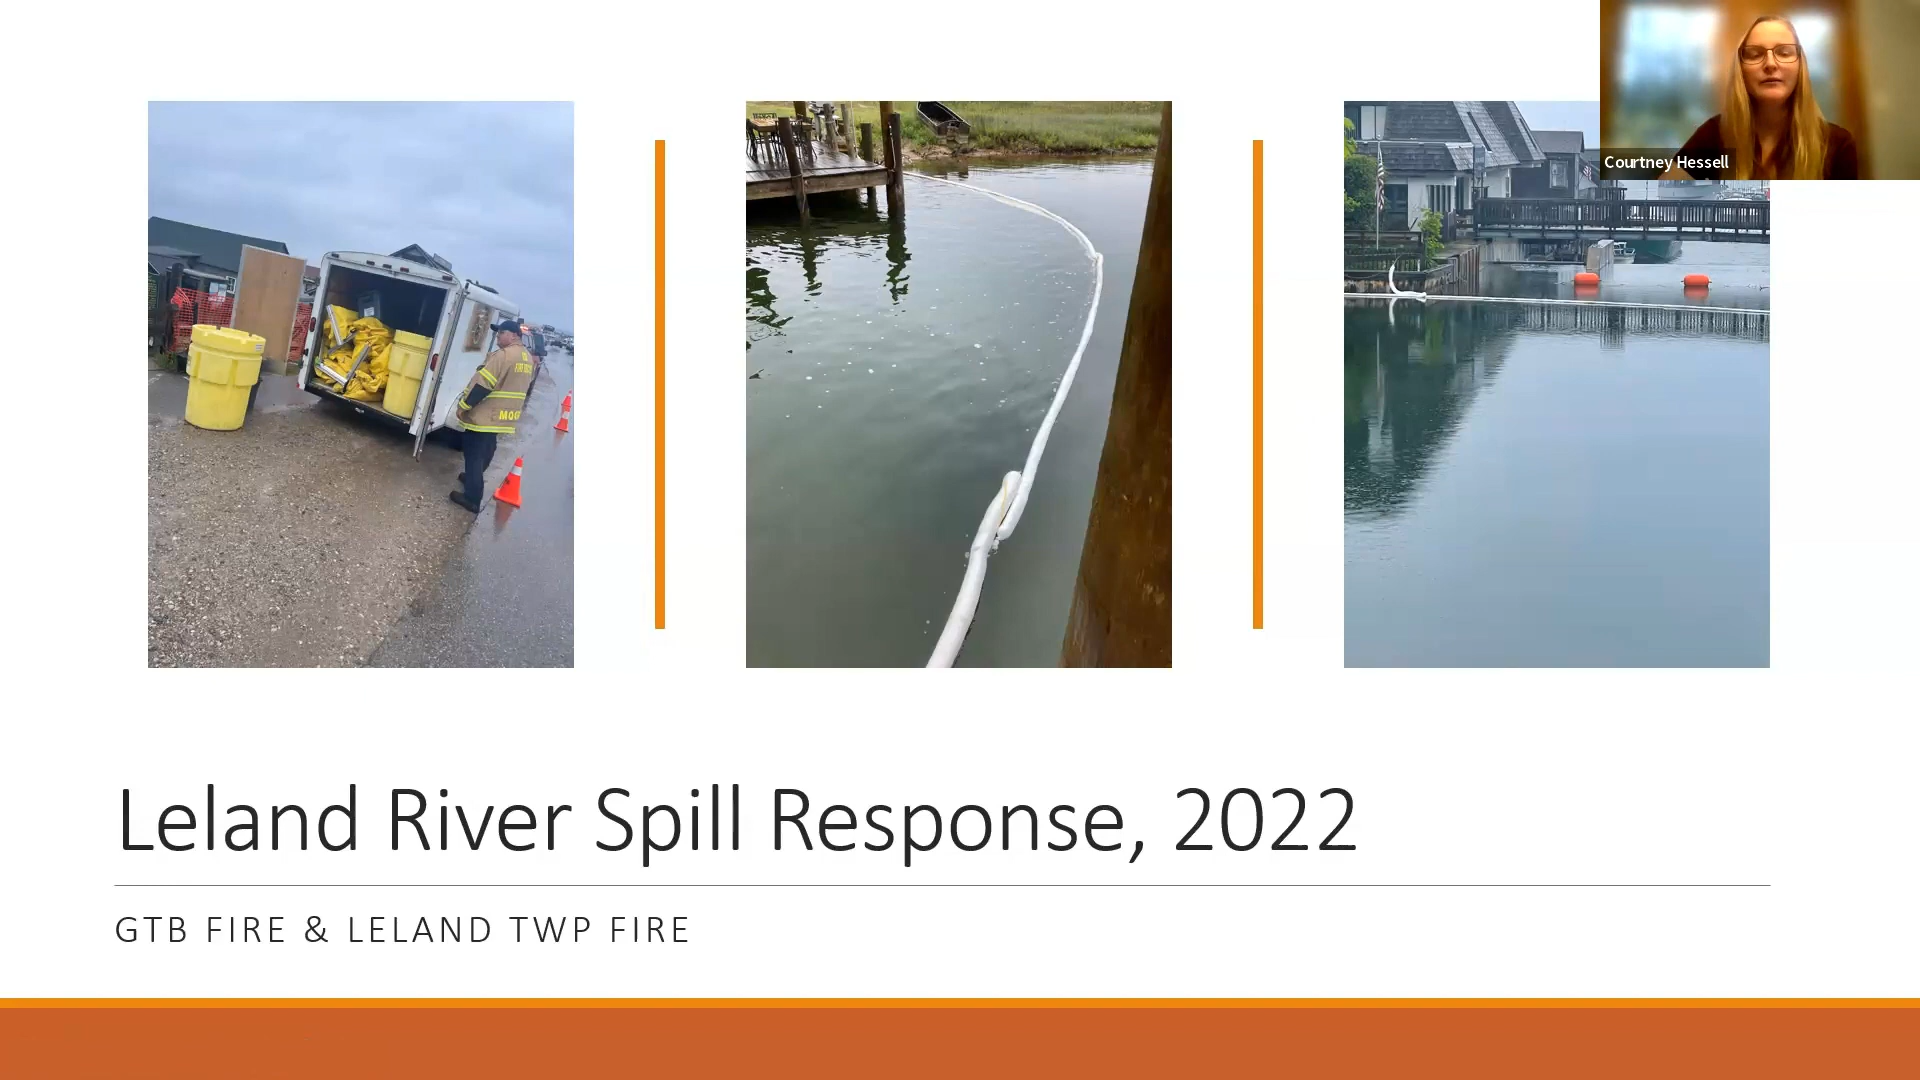 Courtney Hessell
Leland River Spill Response, 2022
GTB FIRE & LELAND TWP FIRE